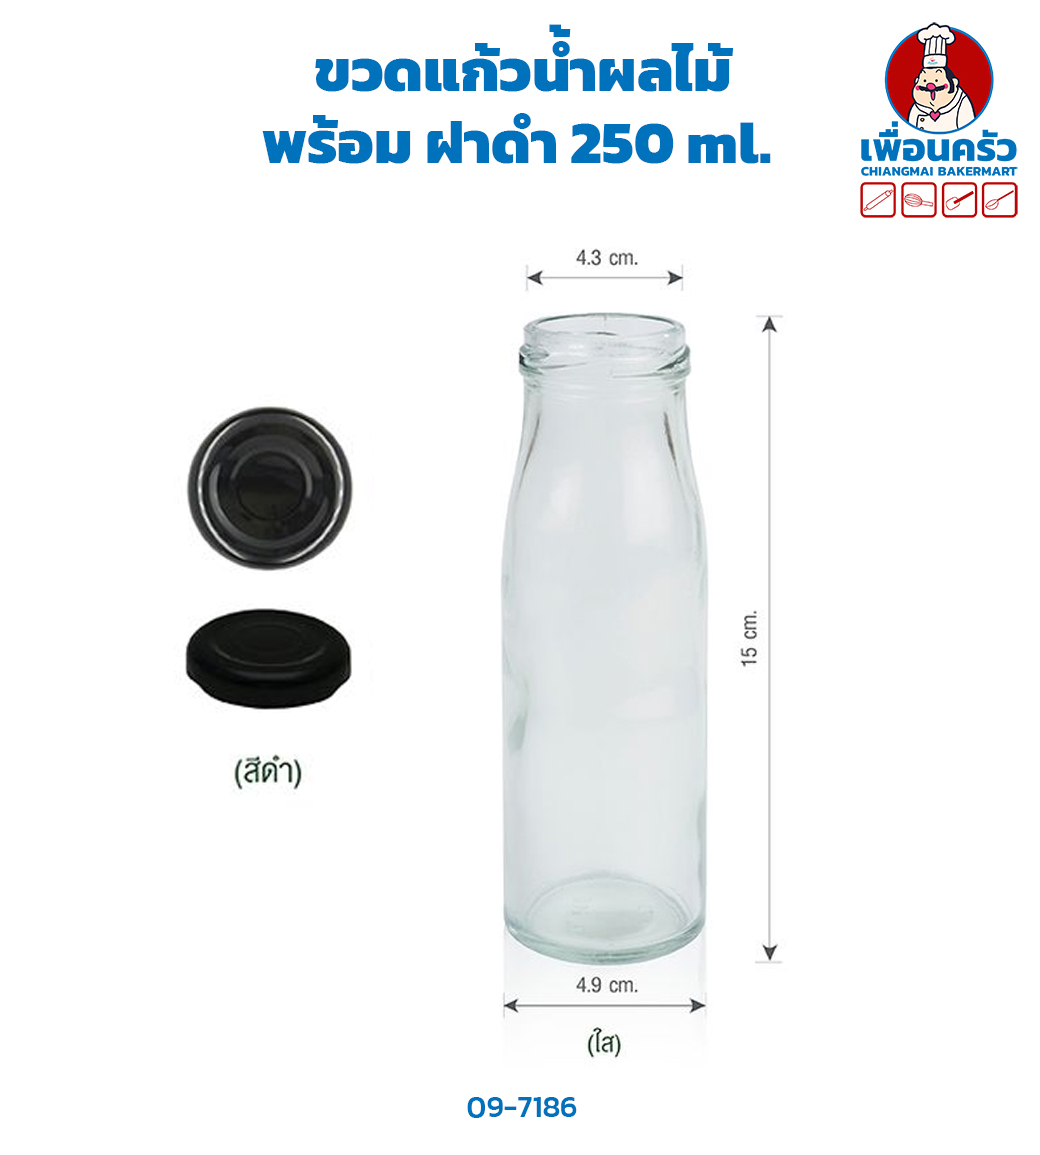 ขวดแก้วน้ำผลไม้
พร้อม ฝาดำ 250 ml.
เพื่อนครัว
CHIANGMAI BAKERMART
4.3 cm.
15 cm.
(สีดำ)
4.9 cm.
(ใส)
09-7186